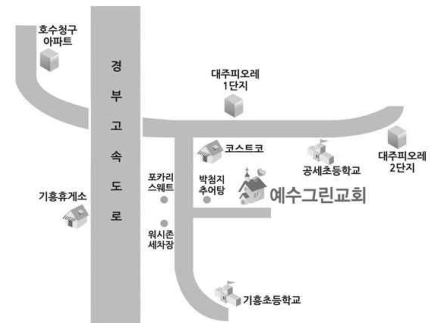 호수청구
아파트
경
부
고
속
도
로
대주피오레
1단지
코스트코
공세초등학교
대주피오레
2단지
포카리
스웨트
박첨지
추어탕
예수그린교회
기흥휴게소
워시존
세차장
기흥초등학교